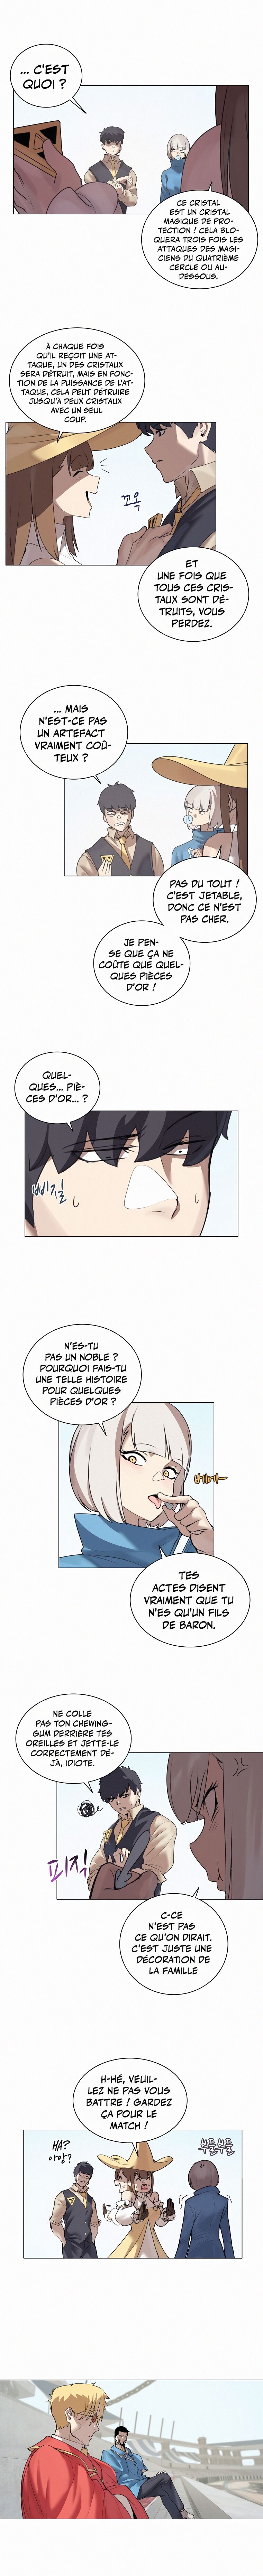 ... C'EST
QUOI ?
CE CRISTAL
EST UN CRISTAL
MAGIQUE DE PRO-
TECTION ! CELA BLO-
QUERA TROIS FOIS LES
ATTAQUES DES MAGI-
CIENS DU QUATRIÈME
CERCLE OU AU-
DESSOUS.
À CHAQUE FOIS
QU'IL REÇOIT UNE AT-
TAQUE, UN DES CRISTAUX
SERA DÉTRUIT, MAIS EN FONC-
TION DE LA PUISSANCE DE L'AT-
TAQUE, CELA PEUT DÉTRUIRE
JUSQU'À DEUX CRISTAUX
AVEC UN SEUL
COUP.
꼬옥
ET
UNE FOIS QUE
TOUS CES CRIS-
TAUX SONT DÉ-
TRUITS, VOUS
PERDEZ.
... MAIS
N'EST-CE PAS
UN ARTEFACT
VRAIMENT COÛ-
TEUX ?
PAS DU TOUT !
C'EST JETABLE,
DONC CE N'EST
PAS CHER.
JE PEN-
SE QUE ÇA NE
COÛTE QUE QUEL-
QUES PIÈCES
D'OR !
QUEL-
QUES... PIÈ-
CES D'OR... ?
삐질
N'ES-TU
PAS UN NOBLE ?
POURQUOI FAIS-TU
UNE TELLE HISTOIRE
POUR QUELQUES
PIÈCES D'OR ?
베에ー
TES
ACTES DISENT
VRAIMENT QUE TU
N'ES QU'UN FILS
DE BARON.
NE COLLE
PAS TON CHEWING-
GUM DERRIÈRE TES
OREILLES ET JETTE-LE
CORRECTEMENT DÉ-
JÀ, IDIOTE.
피직
C-CE
N'EST PAS
CE QU'ON DIRAIT.
C'EST JUSTE UNE
DÉCORATION DE
LA FAMILLE
H-HÉ, VEUIL-
LEZ NE PAS VOUS
BATTRE ! GARDEZ
ÇA POUR LE
MATCH !
HA?
아앙?
부들부들